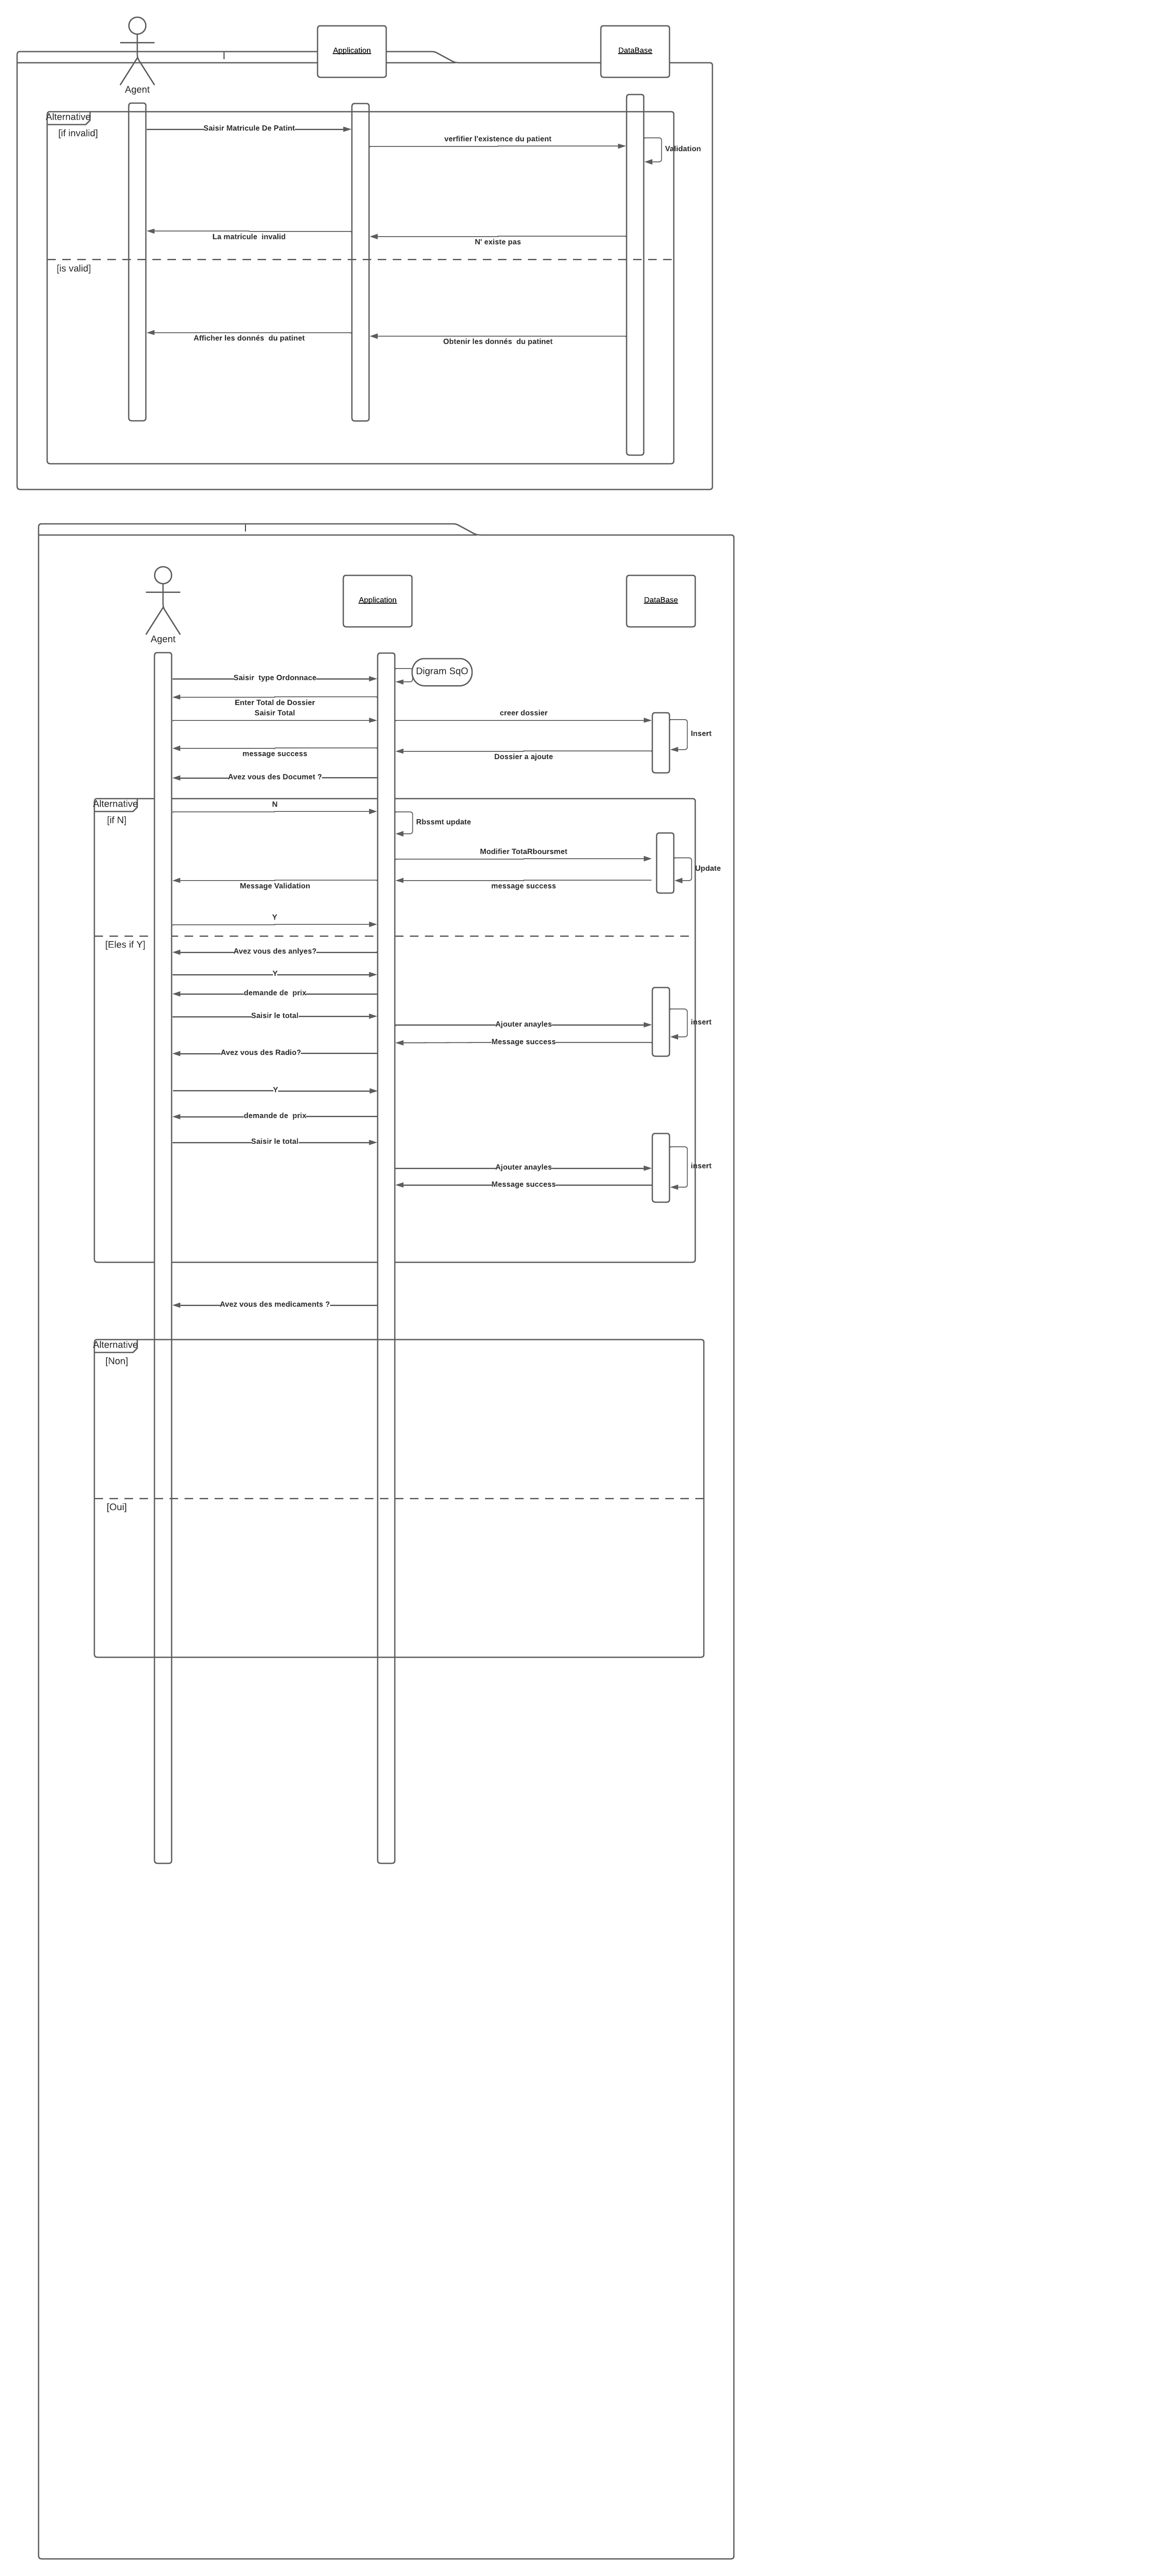 Application
DataBase
Agent
Alternative
[if invalid]
Saisir Matricule De Patint
verfifier l'existence du patient
Validation
La matricule  invalid
N' existe pas
[is valid]
Afficher les donnés  du patinet
Obtenir les donnés  du patinet
Application
DataBase
Agent
Digram SqO
Saisir  type Ordonnace
Enter Total de Dossier
Saisir Total
creer dossier
Insert
message success
Dossier a ajoute
Avez vous des Documet ?
Alternative
N
[if N]
Rbssmt update
Modifier TotaRboursmet
Update
Message Validation
message success
Y
[Eles if Y]
Avez vous des anlyes?
Y
demande de  prix
Saisir le total
insert
Ajouter anayles
Message success
Avez vous des Radio?
Y
demande de  prix
Saisir le total
insert
Ajouter anayles
Message success
Avez vous des medicaments ?
Alternative
[Non]
[Oui]